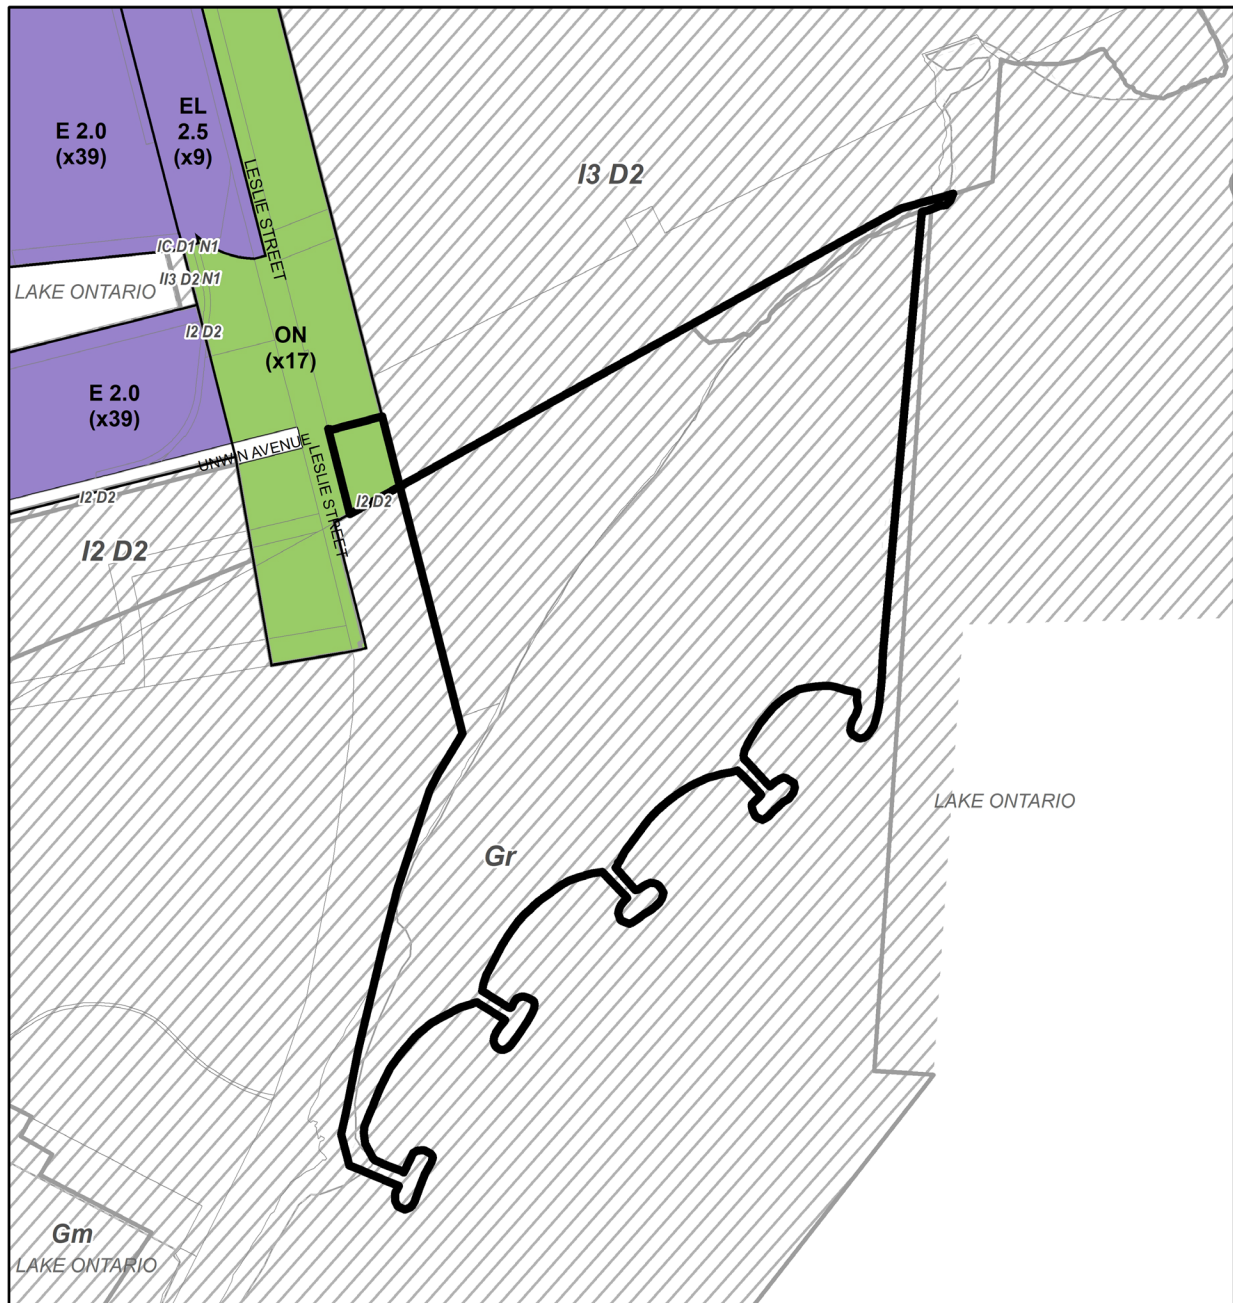 EL
2.5
(x9)
E 2.0
(x39)
LESLIE STREET
I3 D2
IC D1 N1
I3 D2 N1
LAKE ONTARIO
I2 D2
ON
(x17)
E 2.0
(x39)
UNWIN AVENUE
LESLIE STREET
I2 D2
I2 D2
I2 D2
LAKE ONTARIO
Gr
Gm
LAKE ONTARIO